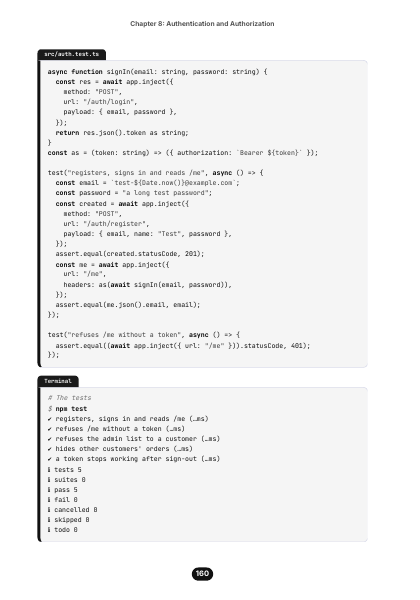 Chapter 8: Authentication and Authorization
src/auth.test.ts
async function signIn(email: string, password: string) {
  const res = await app.inject({
    method: "POST",
    url: "/auth/login",
    payload: { email, password },
  });
  return res.json().token as string;
}
const as = (token: string) => ({ authorization: `Bearer ${token}` });

test("registers, signs in and reads /me", async () => {
  const email = `test-${Date.now()}@example.com`;
  const password = "a long test password";
  const created = await app.inject({
    method: "POST",
    url: "/auth/register",
    payload: { email, name: "Test", password },
  });
  assert.equal(created.statusCode, 201);
  const me = await app.inject({
    url: "/me",
    headers: as(await signIn(email, password)),
  });
  assert.equal(me.json().email, email);
});

test("refuses /me without a token", async () => {
  assert.equal((await app.inject({ url: "/me" })).statusCode, 401);
});
Terminal
# The tests
$ npm test
✔ registers, signs in and reads /me (…ms)
✔ refuses /me without a token (…ms)
✔ refuses the admin list to a customer (…ms)
✔ hides other customers' orders (…ms)
✔ a token stops working after sign-out (…ms)
ℹ tests 5
ℹ suites 0
ℹ pass 5
ℹ fail 0
ℹ cancelled 0
ℹ skipped 0
ℹ todo 0
160